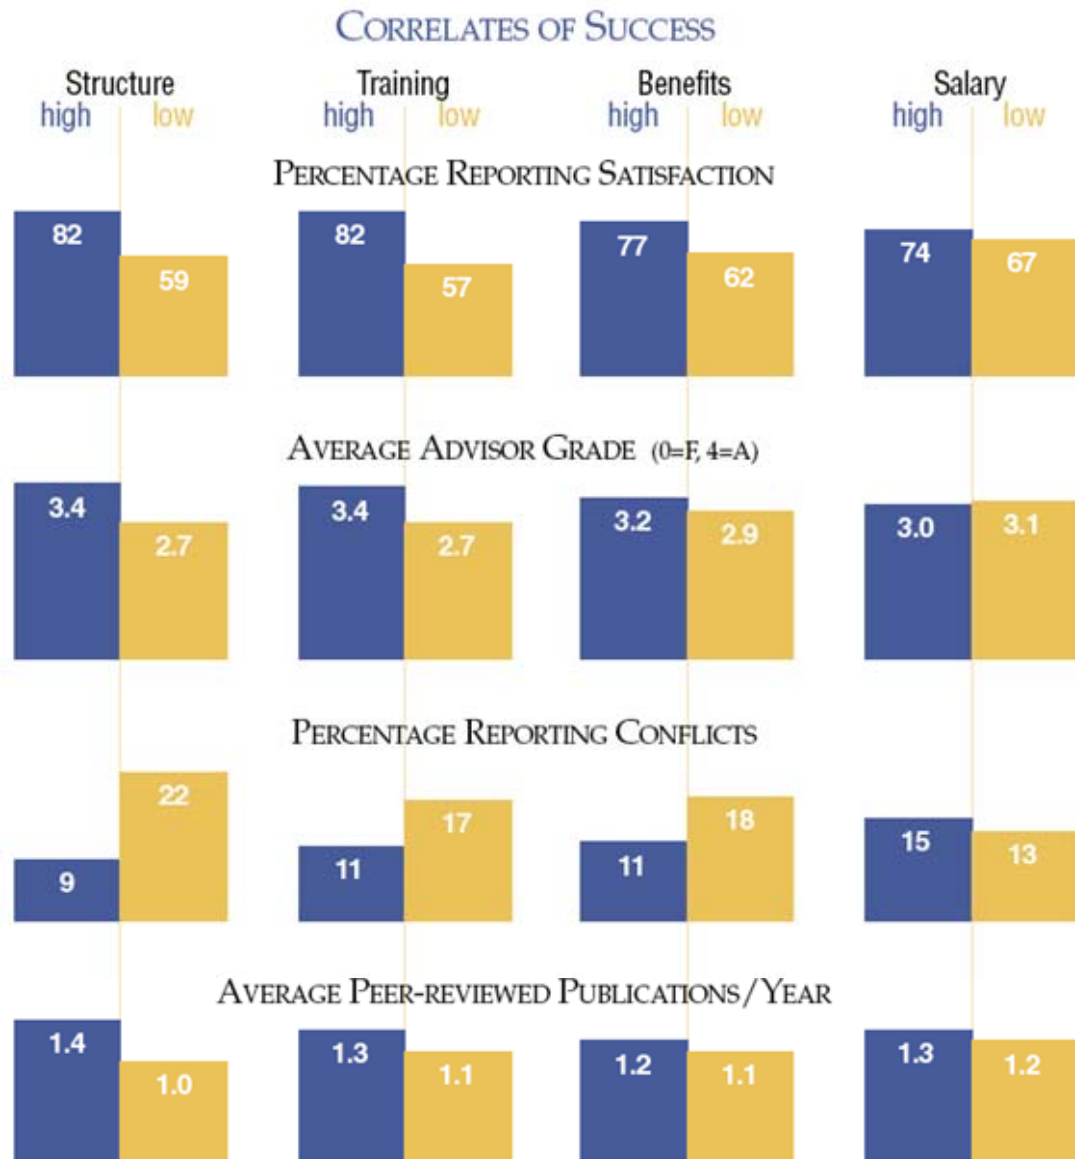 CORRELATES OF SUCCESS
Structure Training Benefits Salary
high low high low high low high low
PERCENTAGE REPORTING SATISFACTION
82 59 82 57 77 62 74 67
AVERAGE ADVISOR GRADE (0=F, 4=A)
3.4 2.7 3.4 2.7 3.2 2.9 3.0 3.1
PERCENTAGE REPORTING CONFLICTS
9 22 11 17 11 18 15 13
AVERAGE PEER-REVIEWED PUBLICATIONS/YEAR
1.4 1.0 1.3 1.1 1.2 1.1 1.3 1.2